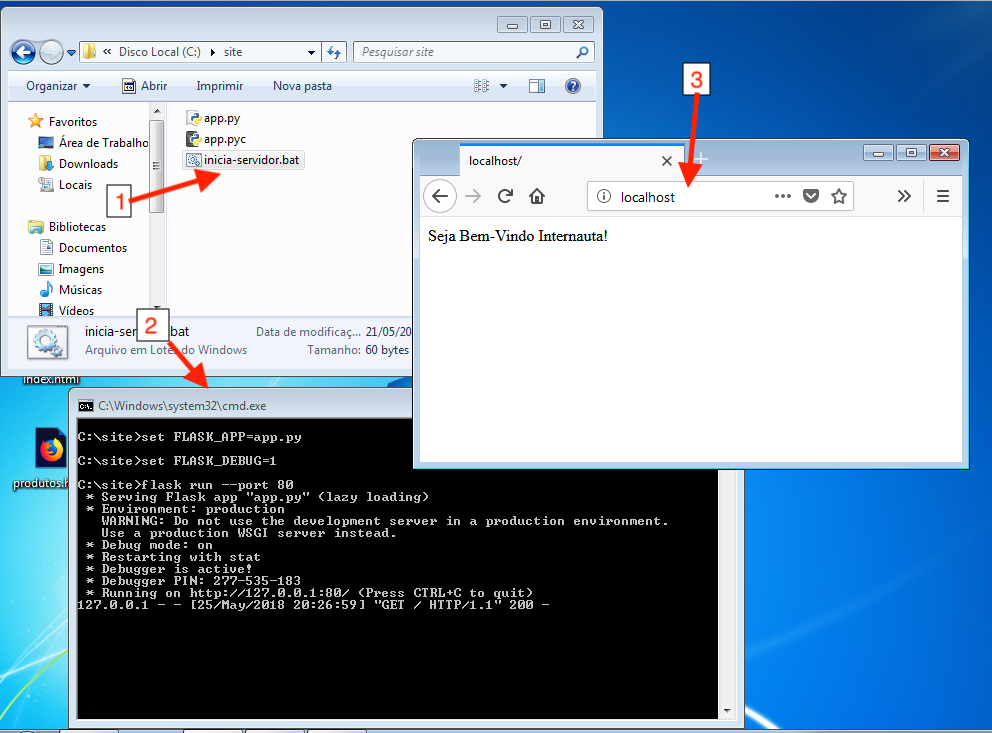 Disco Local (C:) site
Pesquisar site
Organizar Abrir Imprimir Nova pasta
Favoritos
Área de Trabalho
Downloads
Locais
Bibliotecas
Documentos
Imagens
Músicas
Vídeos
app.py
app.pyc
inicia-servidor.bat
1
inicia-ser bat
Data de modificaç... 21/05/20
Arquivo em Lotes do Windows
Tamanho: 60 bytes
2
3
localhost/
localhost
Seja Bem-Vindo Internauta!
index.html
produtos.h
C:\Windows\system32\cmd.exe
C:\site>set FLASK_APP=app.py
C:\site>set FLASK_DEBUG=1
C:\site>flask run --port 80
* Serving Flask app "app.py" (lazy loading)
* Environment: production
WARNING: Do not use the development server in a production environment.
Use a production WSGI server instead.
* Debug mode: on
* Restarting with stat
* Debugger is active!
* Debugger PIN: 277-535-183
* Running on http://127.0.0.1:80/ (Press CTRL+C to quit)
127.0.0.1 - - [25/May/2018 20:26:59] "GET / HTTP/1.1" 200 -